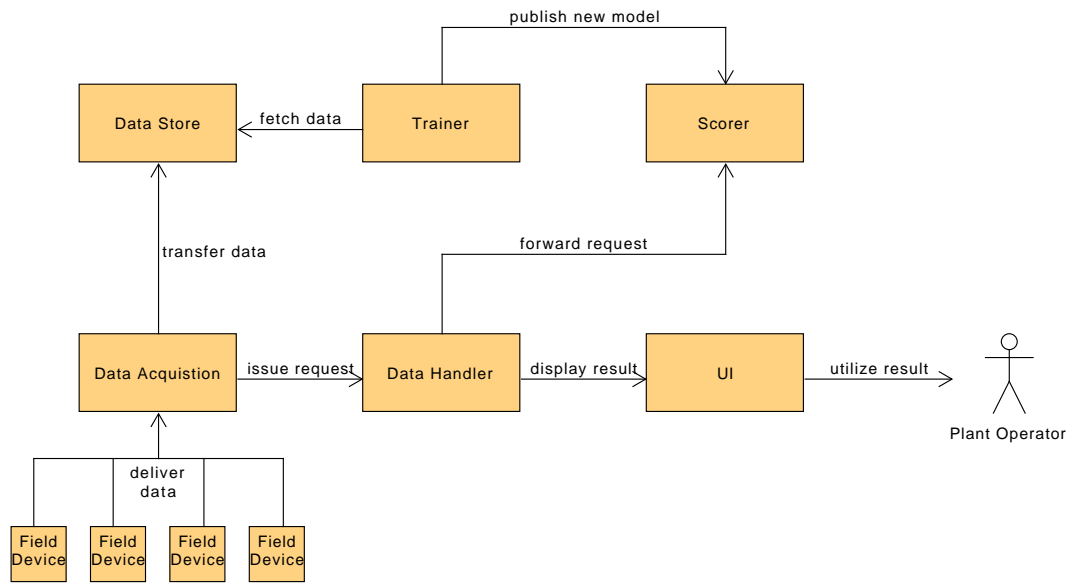 publish new model
Data Store
fetch data
Trainer
Scorer
transfer data
forward request
Data Acquistion
issue request
Data Handler
display result
UI
utilize result
Plant Operator
deliver
data
Field
Device
Field
Device
Field
Device
Field
Device